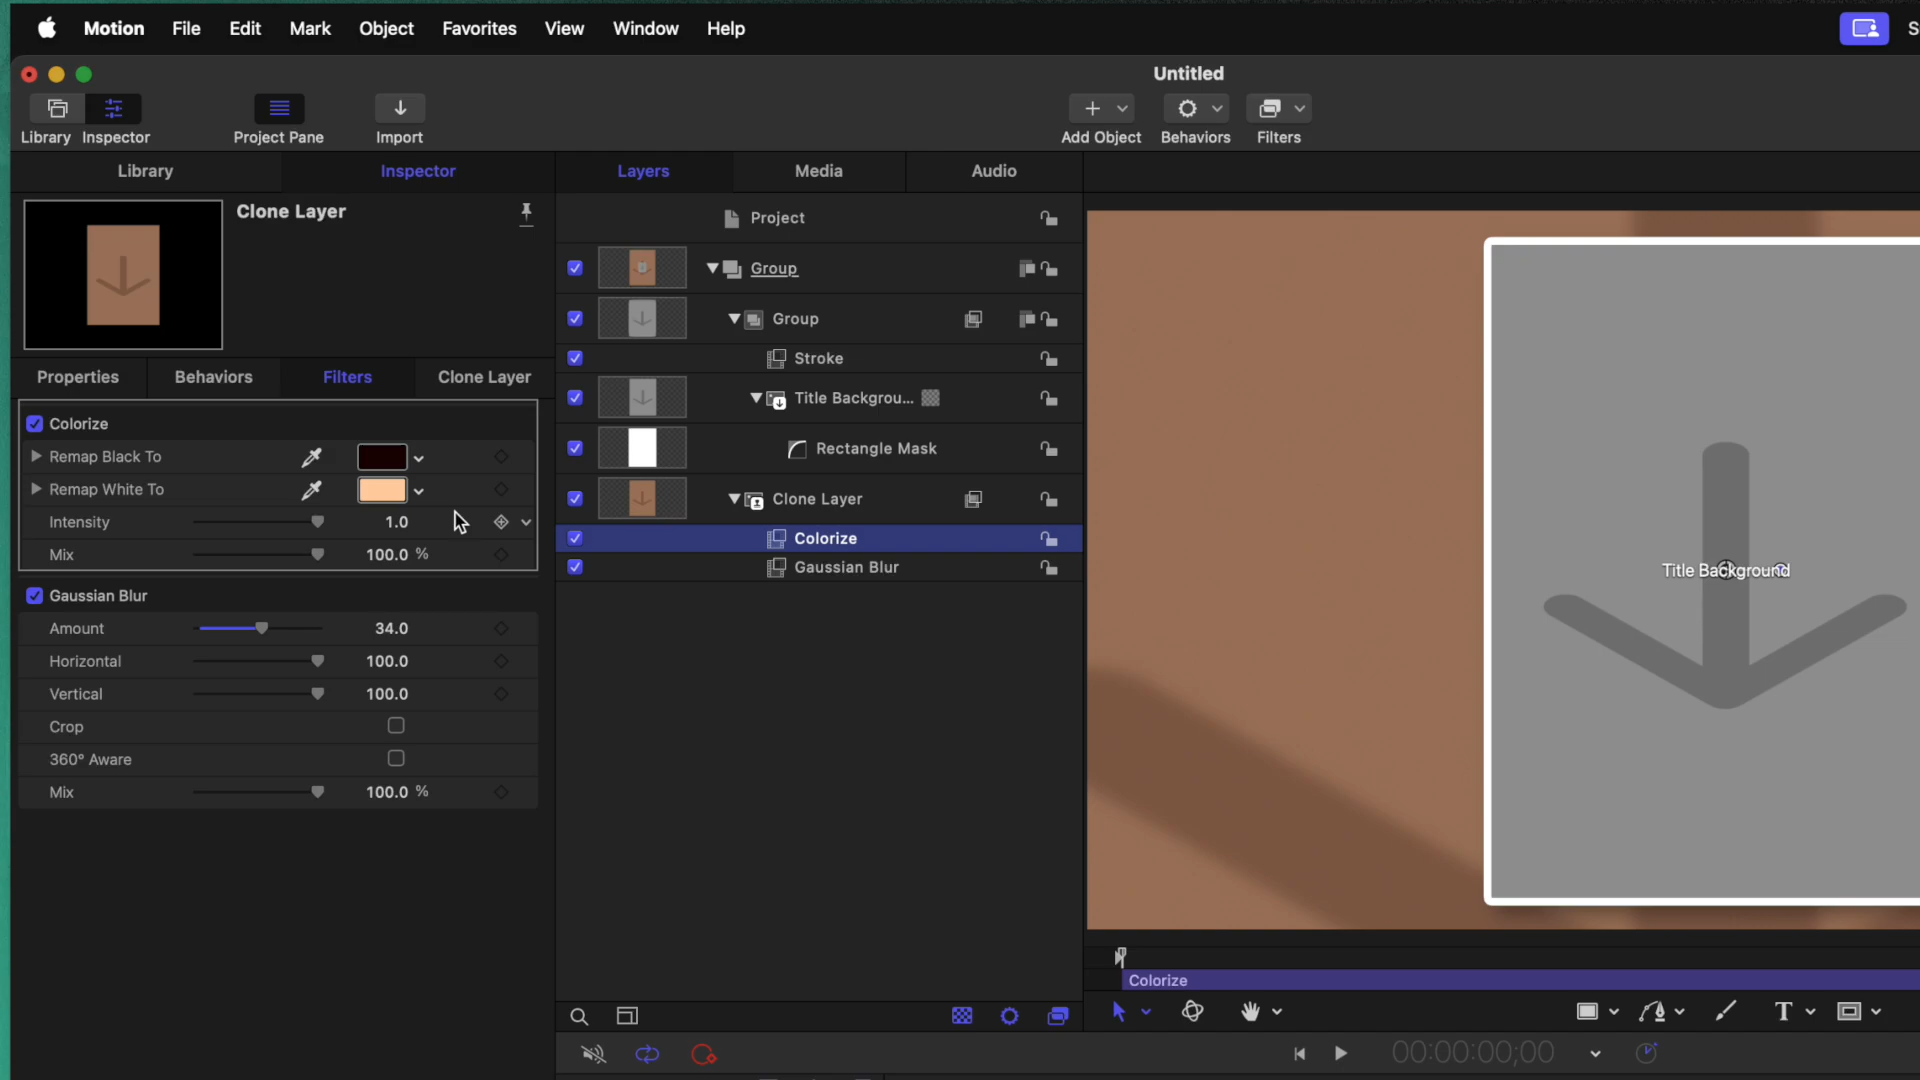 Motion File Edit Mark Object Favorites View Window Help
S
Untitled
Library Inspector Project Pane Import Add Object Behaviors Filters
Library Inspector Layers Media Audio
Clone Layer
Project
Group
Group
Stroke
Title Backgrou...
Rectangle Mask
Clone Layer
Colorize
Gaussian Blur
Properties Behaviors Filters Clone Layer
Colorize
Remap Black To
Remap White To
Intensity 1.0
Mix 100.0 %
Gaussian Blur
Amount 34.0
Horizontal 100.0
Vertical 100.0
Crop
360° Aware
Mix 100.0 %
Title Background
Colorize
T
00:00:00;00